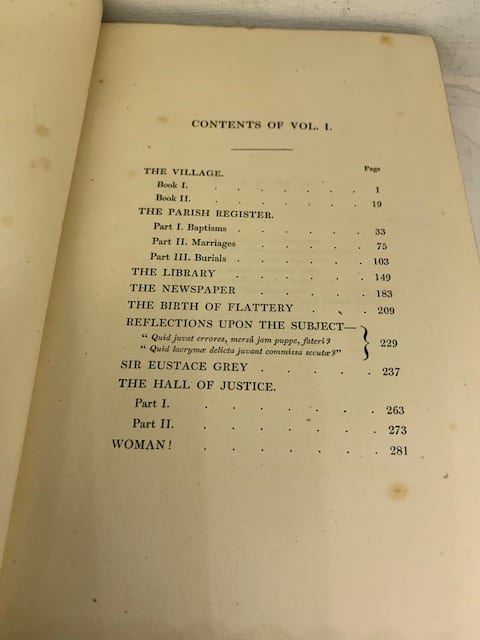 CONTENTS OF VOL. I.
Page
THE VILLAGE.
Book I. . . . . . . 1
Book II. . . . . . . 19
THE PARISH REGISTER.
Part I. Baptisms . . . . . 33
Part II. Marriages . . . . . 75
Part III. Burials . . . . . 103
THE LIBRARY . . . . . 149
THE NEWSPAPER . . . . . 183
THE BIRTH OF FLATTERY . . . 209
REFLECTIONS UPON THE SUBJECT—
“ Quid juvat errores, mersâ jam puppe, fateri?
“ Quid lacrymæ delicta juvant commissa secutæ?” } 229
SIR EUSTACE GREY . . . . . 237
THE HALL OF JUSTICE.
Part I. . . . . . . . 263
Part II. . . . . . . . 273
WOMAN! . . . . . . 281